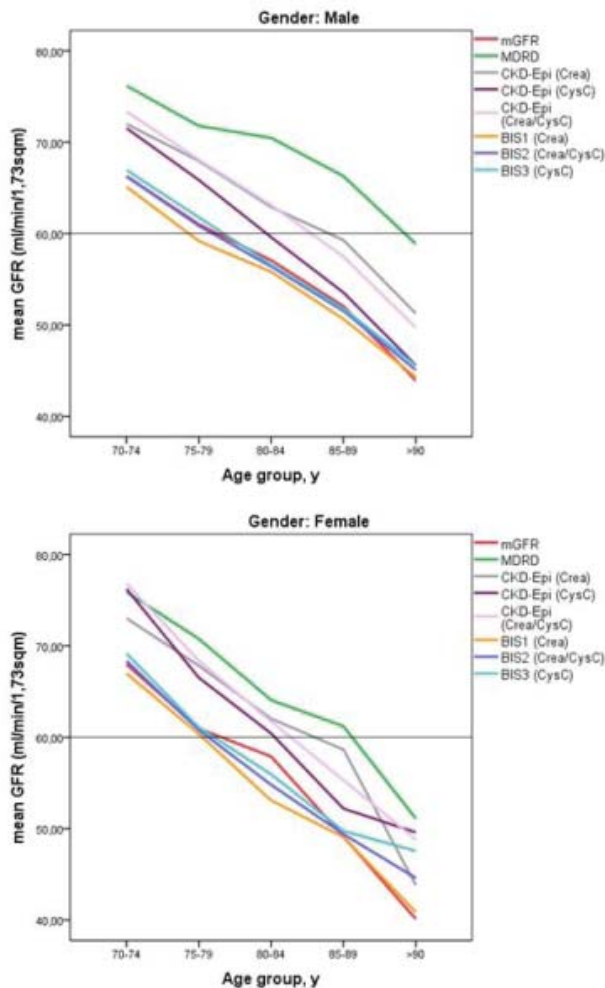 Gender: Male
mean GFR (ml/min/1,73sqm)
80,00
70,00
60,00
50,00
40,00
70-74 75-79 80-84 85-89 >90
Age group, y
mGFR
MDRD
CKD-Epi (Crea)
CKD-Epi (CysC)
CKD-Epi
(Crea/CysC)
BIS1 (Crea)
BIS2 (Crea/CysC)
BIS3 (CysC)
Gender: Female
mean GFR (ml/min/1,73sqm)
80,00
70,00
60,00
50,00
40,00
70-74 75-79 80-84 85-89 >90
Age group, y
mGFR
MDRD
CKD-Epi (Crea)
CKD-Epi (CysC)
CKD-Epi
(Crea/CysC)
BIS1 (Crea)
BIS2 (Crea/CysC)
BIS3 (CysC)